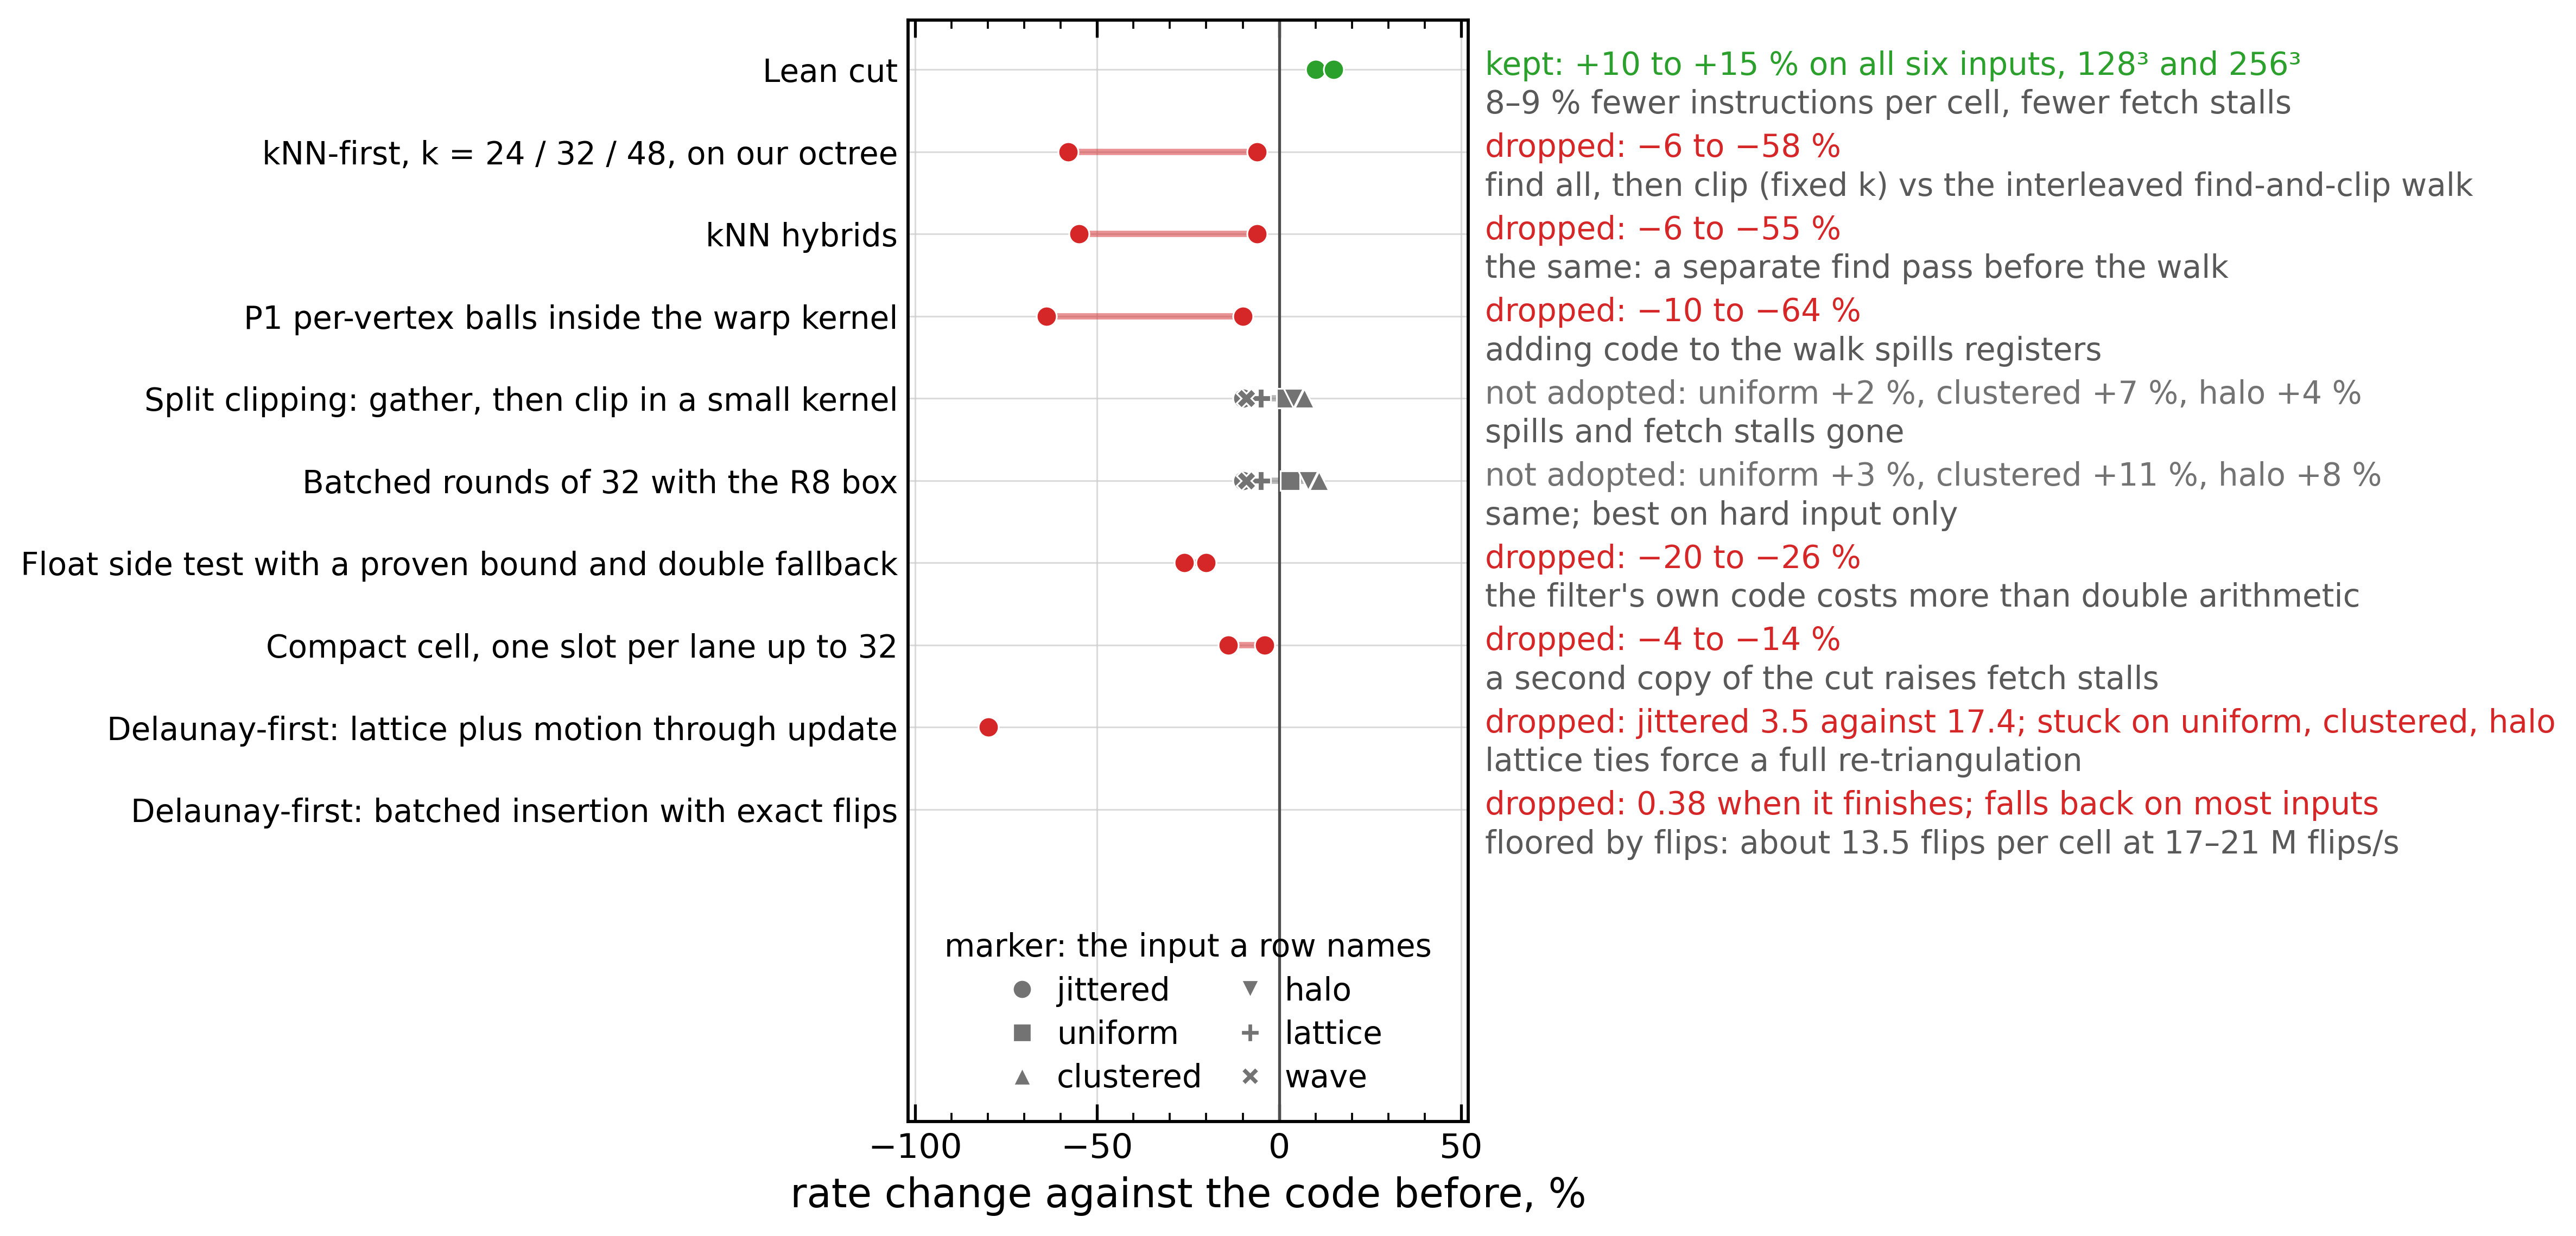 Lean cut
kept: +10 to +15 % on all six inputs, 128³ and 256³
8–9 % fewer instructions per cell, fewer fetch stalls
kNN-first, k = 24 / 32 / 48, on our octree
dropped: −6 to −58 %
find all, then clip (fixed k) vs the interleaved find-and-clip walk
kNN hybrids
dropped: −6 to −55 %
the same: a separate find pass before the walk
P1 per-vertex balls inside the warp kernel
dropped: −10 to −64 %
adding code to the walk spills registers
Split clipping: gather, then clip in a small kernel
not adopted: uniform +2 %, clustered +7 %, halo +4 %
spills and fetch stalls gone
Batched rounds of 32 with the R8 box
not adopted: uniform +3 %, clustered +11 %, halo +8 %
same; best on hard input only
Float side test with a proven bound and double fallback
dropped: −20 to −26 %
the filter's own code costs more than double arithmetic
Compact cell, one slot per lane up to 32
dropped: −4 to −14 %
a second copy of the cut raises fetch stalls
Delaunay-first: lattice plus motion through update
dropped: jittered 3.5 against 17.4; stuck on uniform, clustered, halo
lattice ties force a full re-triangulation
Delaunay-first: batched insertion with exact flips
dropped: 0.38 when it finishes; falls back on most inputs
floored by flips: about 13.5 flips per cell at 17–21 M flips/s
marker: the input a row names
jittered
uniform
clustered
halo
lattice
wave
−100 −50 0 50
rate change against the code before, %